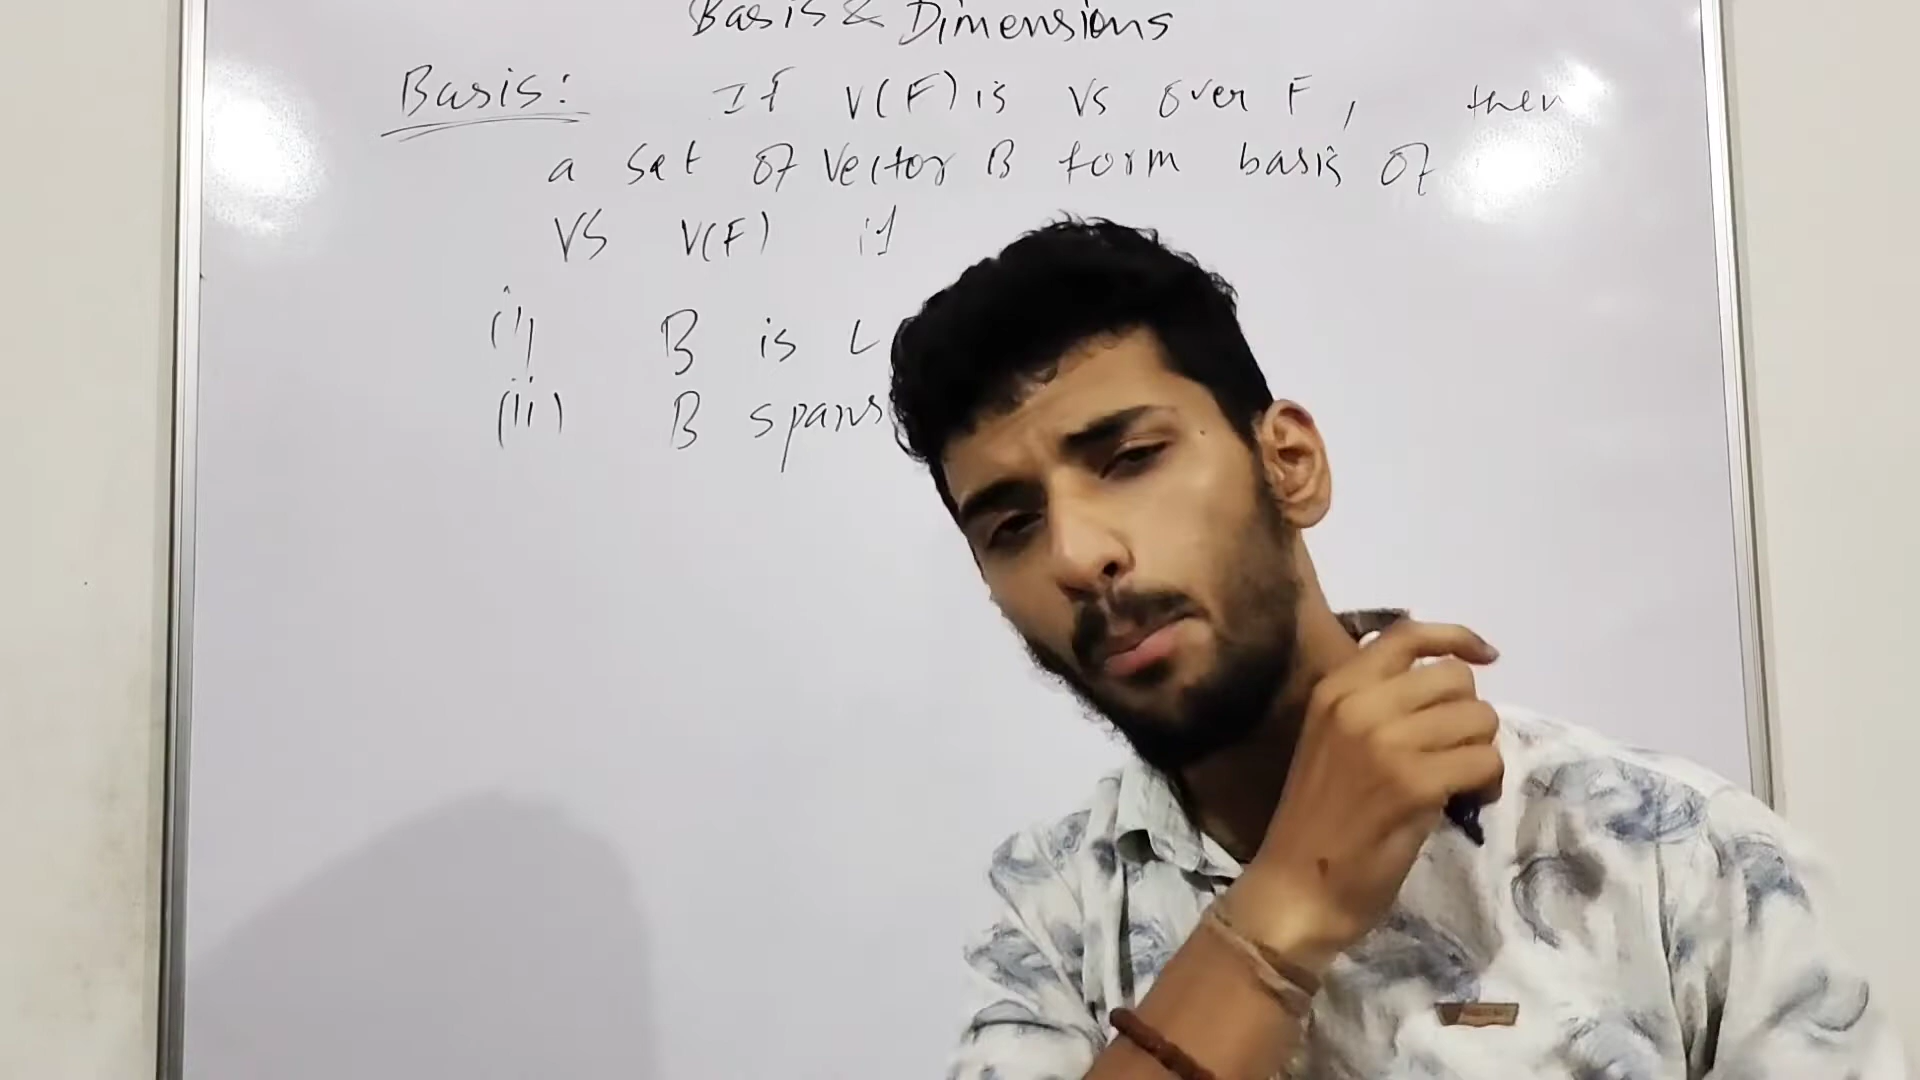 Basis & Dimensions
Basis: If V(F) is VS over F, then
a set of vector B form basis of
VS V(F) if
(i) B is L
(ii) B spans